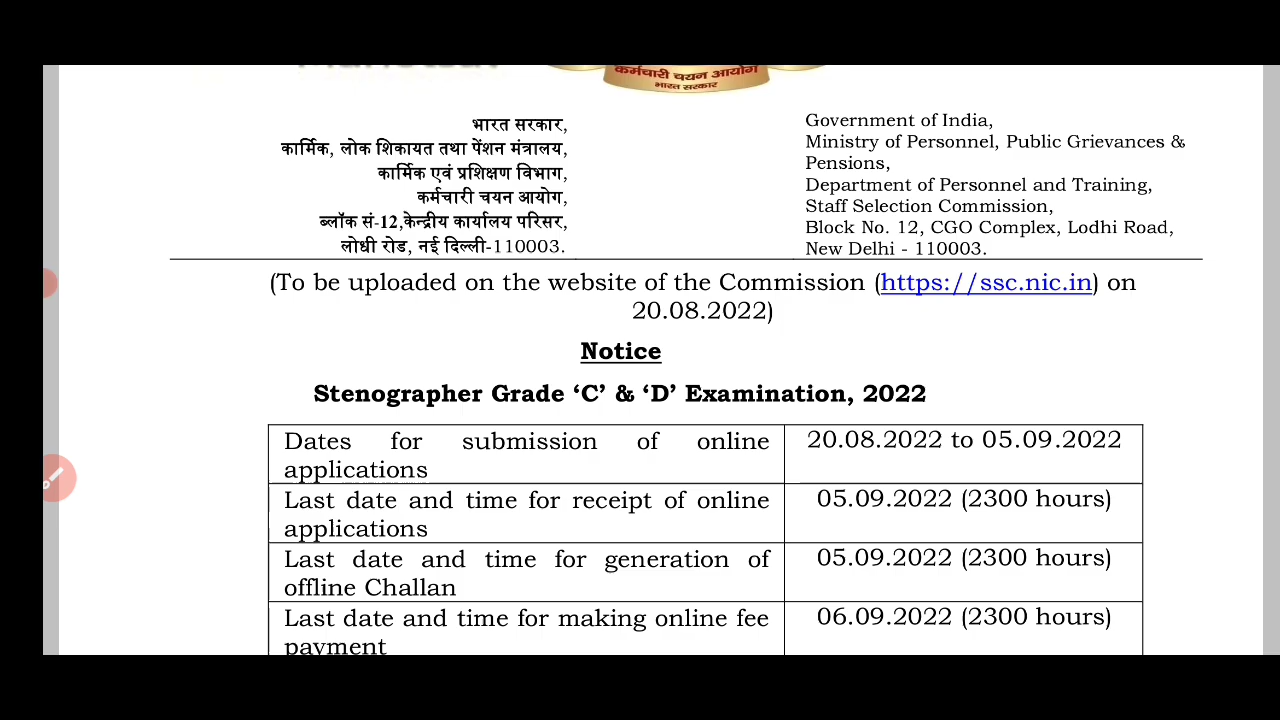 कर्मचारी चयन आयोग
भारत सरकार
भारत सरकार,
कार्मिक, लोक शिकायत तथा पेंशन मंत्रालय,
कार्मिक एवं प्रशिक्षण विभाग,
कर्मचारी चयन आयोग,
ब्लॉक सं-12,केन्द्रीय कार्यालय परिसर,
लोधी रोड, नई दिल्ली-110003.
Government of India,
Ministry of Personnel, Public Grievances &
Pensions,
Department of Personnel and Training,
Staff Selection Commission,
Block No. 12, CGO Complex, Lodhi Road,
New Delhi - 110003.
(To be uploaded on the website of the Commission (https://ssc.nic.in) on
20.08.2022)
Notice
Stenographer Grade ‘C’ & ‘D’ Examination, 2022
Dates for submission of online
applications
20.08.2022 to 05.09.2022
Last date and time for receipt of online
applications
05.09.2022 (2300 hours)
Last date and time for generation of
offline Challan
05.09.2022 (2300 hours)
Last date and time for making online fee
payment
06.09.2022 (2300 hours)